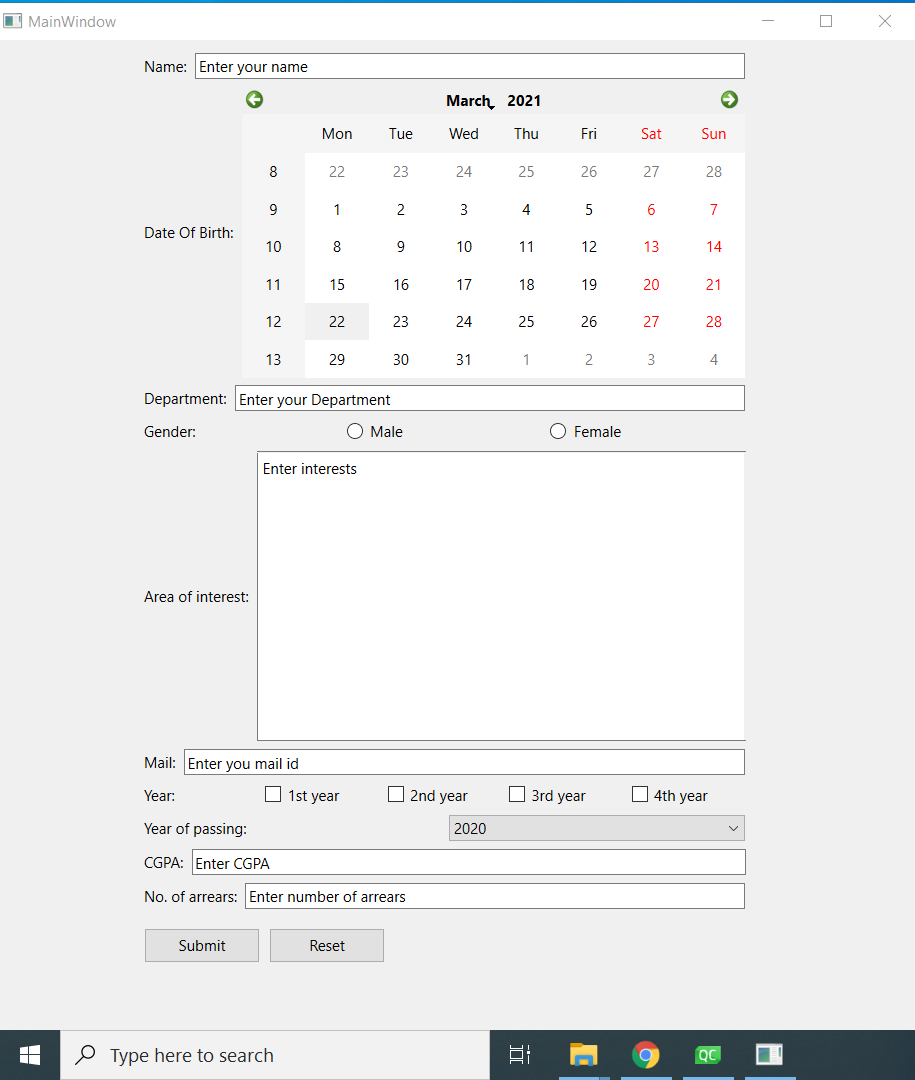 MainWindow
Name: Enter your name
March, 2021
Mon Tue Wed Thu Fri Sat Sun
8 22 23 24 25 26 27 28
9 1 2 3 4 5 6 7
10 8 9 10 11 12 13 14
11 15 16 17 18 19 20 21
Date Of Birth:
12 22 23 24 25 26 27 28
13 29 30 31 1 2 3 4
Department: Enter your Department
Gender: Male Female
Area of interest: Enter interests
Mail: Enter you mail id
Year: 1st year 2nd year 3rd year 4th year
Year of passing: 2020
CGPA: Enter CGPA
No. of arrears: Enter number of arrears
Submit Reset
Type here to search
QC